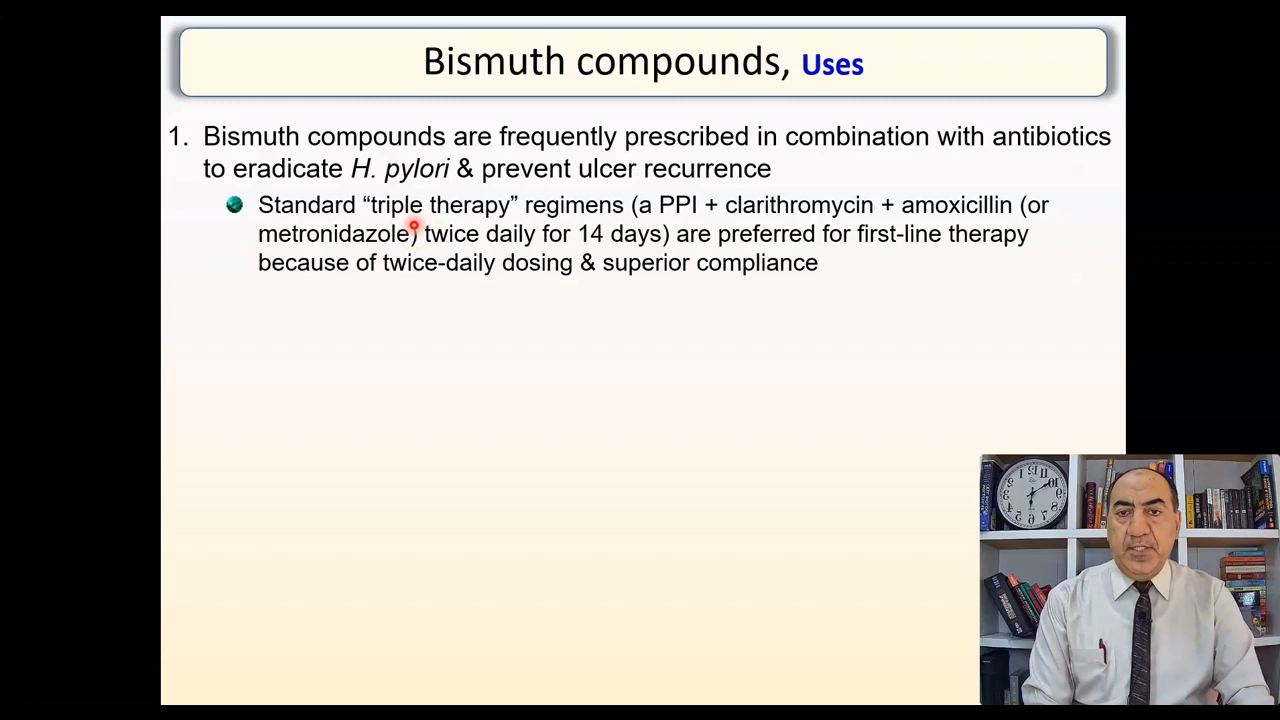 Bismuth compounds, Uses
1. Bismuth compounds are frequently prescribed in combination with antibiotics
to eradicate H. pylori & prevent ulcer recurrence
Standard “triple therapy” regimens (a PPI + clarithromycin + amoxicillin (or
metronidazole) twice daily for 14 days) are preferred for first-line therapy
because of twice-daily dosing & superior compliance